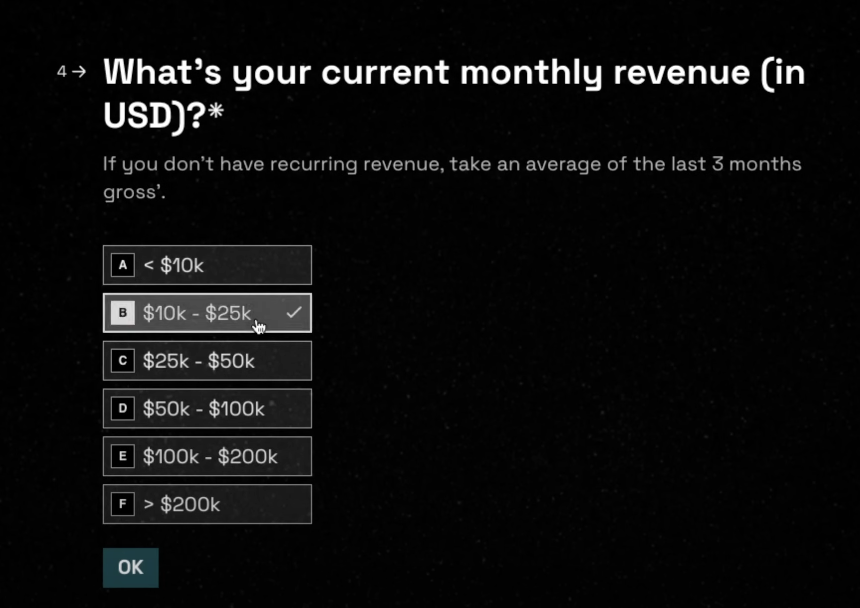 4→ What's your current monthly revenue (in
USD)?*
If you don't have recurring revenue, take an average of the last 3 months
gross'.
A < $10k
B $10k - $25k
C $25k - $50k
D $50k - $100k
E $100k - $200k
F > $200k
OK